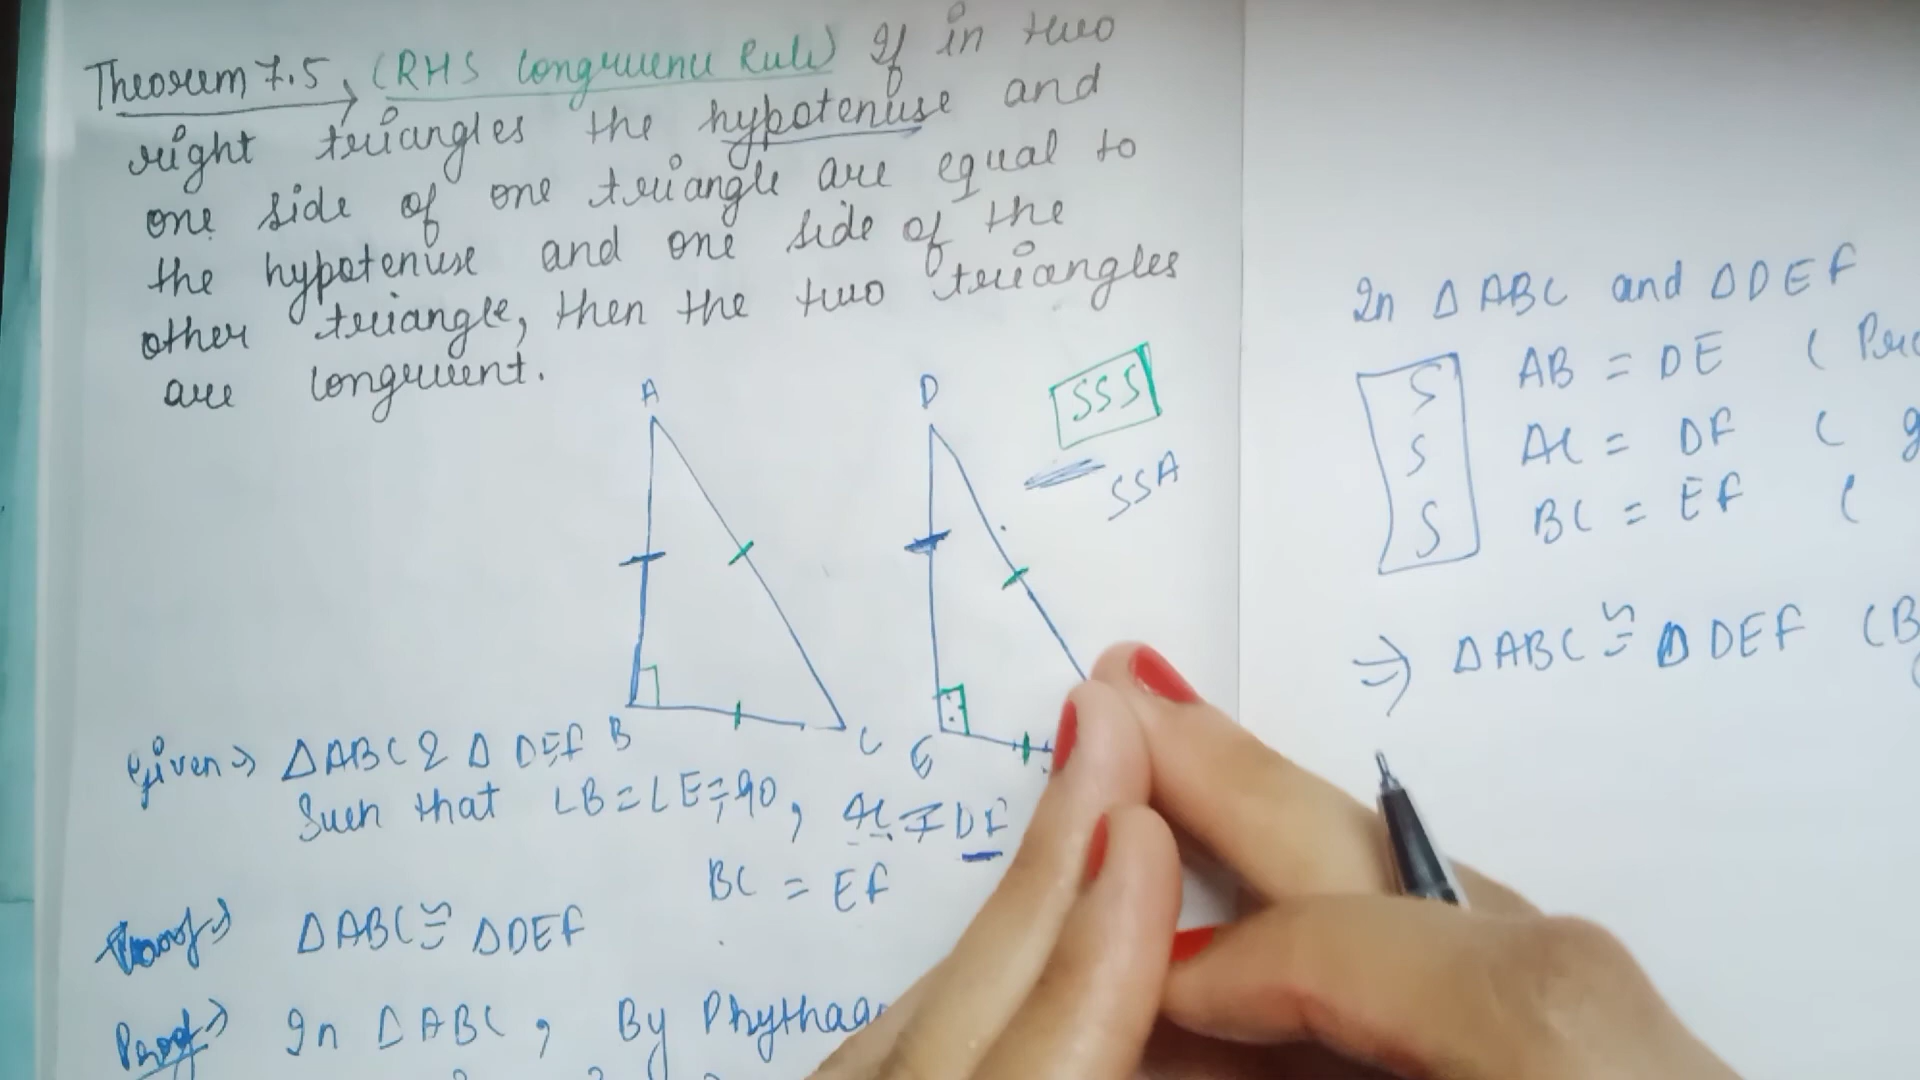 Theorem 7.5, (RHS Congruence Rule) If in two
right triangles the hypotenuse and
one side of one triangle are equal to
the hypotenuse and one side of the
other triangle, then the two triangles
are congruent.
A
D
SSS
SSA
B
C
E
Given ⇒ ΔABC & Δ DEF
Such that ∠B = ∠E = 90, AC = DF
BC = EF
ΔABC ≅ ΔDEF
Proof ⇒ In ΔABC, By
In ΔABC and ΔDEF
S AB = DE (
S AC = DF (
S BC = EF (
⇒ ΔABC ≅ ΔDEF (B